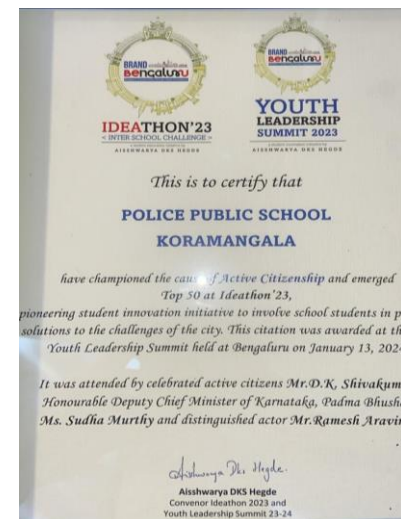 BRAND
BENGALURU
IDEATHON'23
< INTER SCHOOL CHALLENGE >
AISSHWARYA DKS HEGDE
BRAND
BENGALURU
YOUTH
LEADERSHIP
SUMMIT 2023
AISSHWARYA DKS HEGDE
This is to certify that
POLICE PUBLIC SCHOOL
KORAMANGALA
have championed the cause of Active Citizenship and emerged
Top 50 at Ideathon'23,
pioneering student innovation initiative to involve school students in p
solutions to the challenges of the city. This citation was awarded at th
Youth Leadership Summit held at Bengaluru on January 13, 202
It was attended by celebrated active citizens Mr.D.K, Shivakum
Honourable Deputy Chief Minister of Karnataka, Padma Bhush
Ms. Sudha Murthy and distinguished actor Mr.Ramesh Aravin
Aishwarya Dks Hegde.
Aisshwarya DKS Hegde
Convenor Ideathon 2023 and
Youth Leadership Summit 23-24